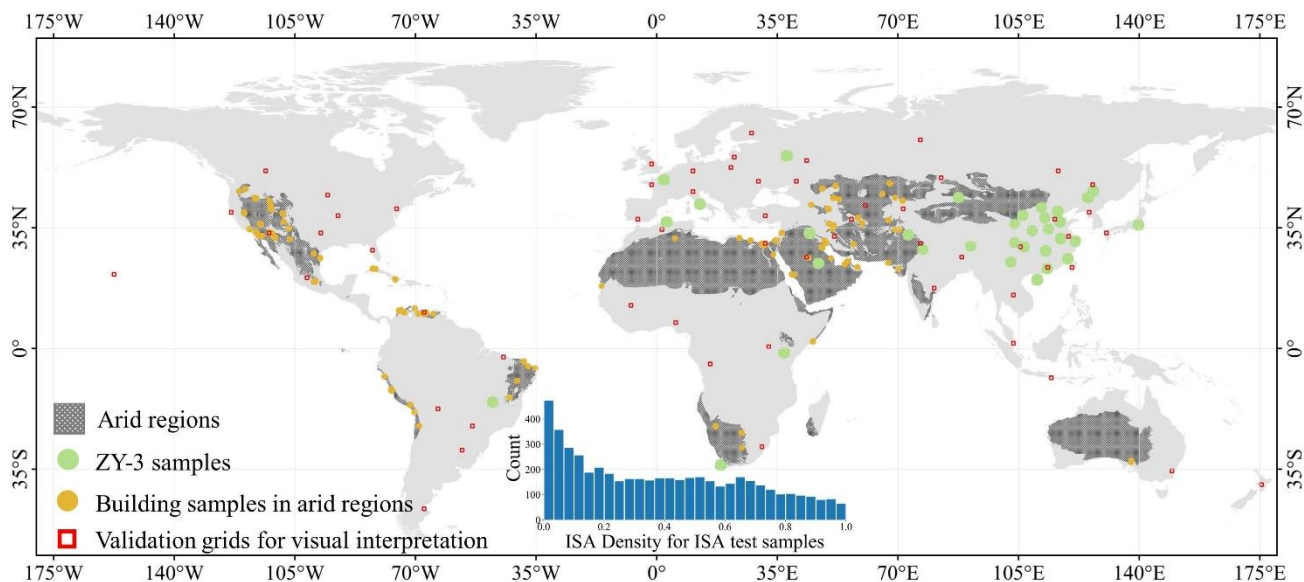 175°W 140°W 70°W 105°W 35°W 0° 35°E 70°E 105°E 140°E 175°E
70°N 70°N
35°N 35°N
0° 0°
35°S 35°S
Arid regions
ZY-3 samples
Building samples in arid regions
Validation grids for visual interpretation
Count
400
300
200
100
0
0.0 0.2 0.4 0.6 0.8 1.0
ISA Density for ISA test samples
175°W 140°W 105°W 70°W 35°W 0° 35°E 70°E 105°E 140°E 175°E